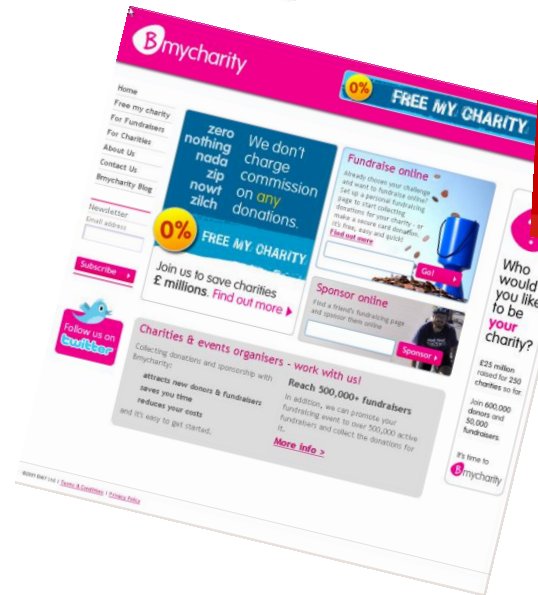 Bmycharity
0% FREE MY CHARITY
Home
Free my charity
For Fundraisers
For Charities
About Us
Contact Us
Bmycharity Blog
Newsletter
Email address
Subscribe
Follow us on
twitter
zero
nothing
nada
zip
nowt
zilch
We don't
charge
commission
on any
donations.
0% FREE MY CHARITY
Join us to save charities
£ millions. Find out more
Fundraise online
Already chosen your challenge
and want to fundraise online?
Set up a personal fundraising
page to start collecting
donations for your charity - or
make a secure card donation.
It's free, easy and quick!
Find out more
Go!
Sponsor online
Find a friend's fundraising page
and sponsor them online
Sponsor
Charities & events organisers - work with us!
Collecting donations and sponsorship with
Bmycharity:
attracts new donors & fundraisers
saves you time
reduces your costs
and it's easy to get started.
Reach 500,000+ fundraisers
In addition, we can promote your
fundraising event to over 500,000 active
fundraisers and collect the donations for
it.
More info >
Who
would
you like
to be
your
charity?
£25 million
raised for 250
charities so far.
Join 600,000
donors and
50,000
fundraisers.
It's time to
Bmycharity
Terms & Conditions | Privacy Policy